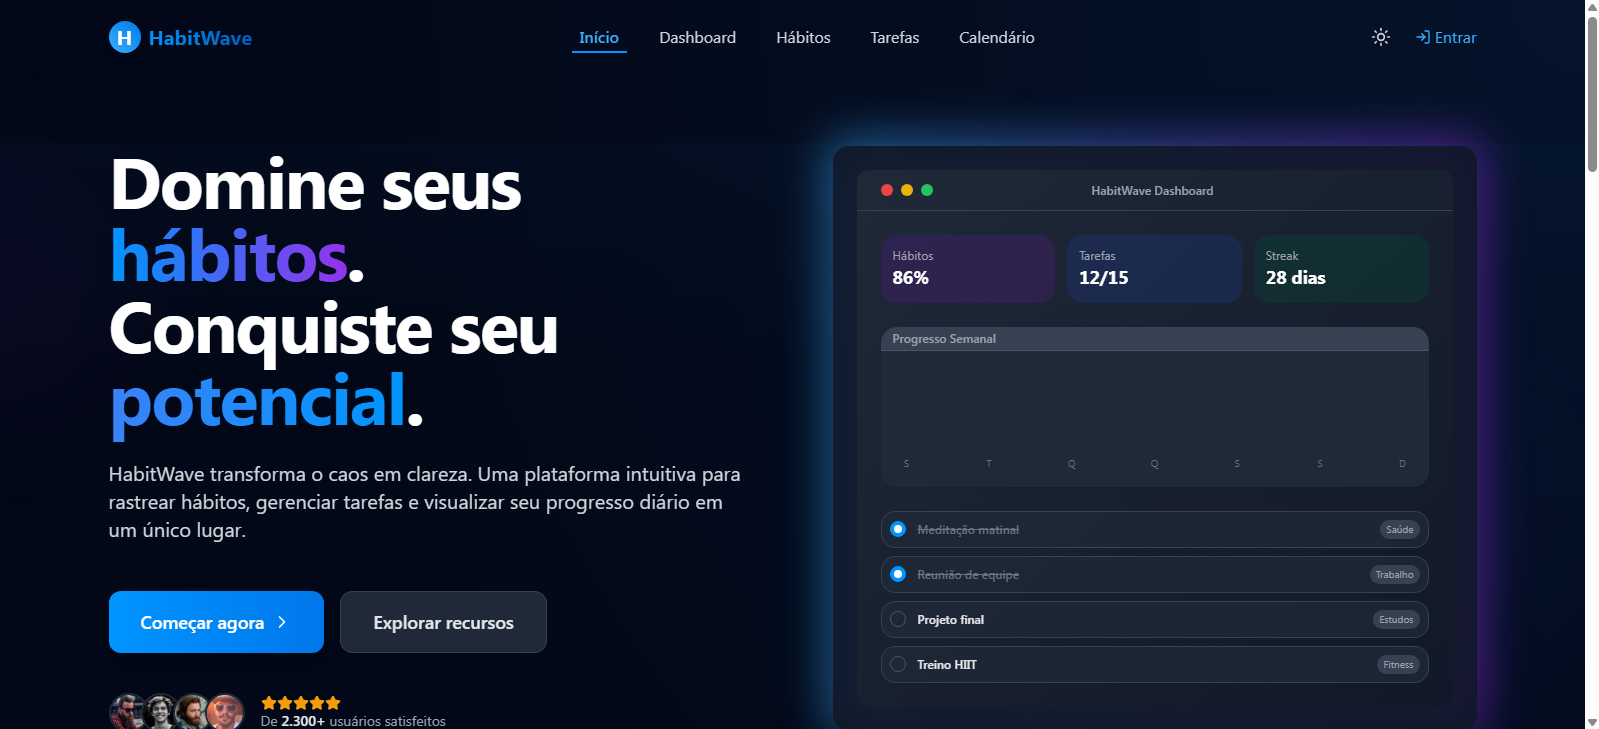 H HabitWave
Início
Dashboard
Hábitos
Tarefas
Calendário
Entrar
Domine seus
hábitos.
Conquiste seu
potencial.
HabitWave transforma o caos em clareza. Uma plataforma intuitiva para
rastrear hábitos, gerenciar tarefas e visualizar seu progresso diário em
um único lugar.
Começar agora
Explorar recursos
De 2.300+ usuários satisfeitos
HabitWave Dashboard
Hábitos
86%
Tarefas
12/15
Streak
28 dias
Progresso Semanal
S T Q Q S S D
Meditação matinal
Saúde
Reunião de equipe
Trabalho
Projeto final
Estudos
Treino HIIT
Fitness